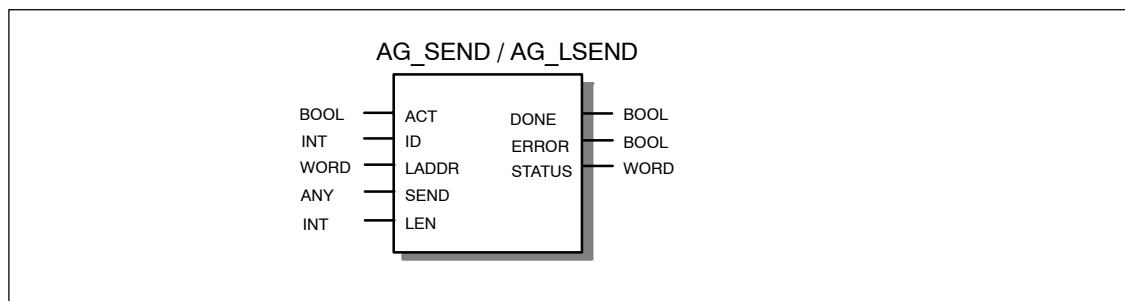 AG_SEND / AG_LSEND
BOOL ACT DONE BOOL
INT ID ERROR BOOL
WORD LADDR STATUS WORD
ANY SEND
INT LEN